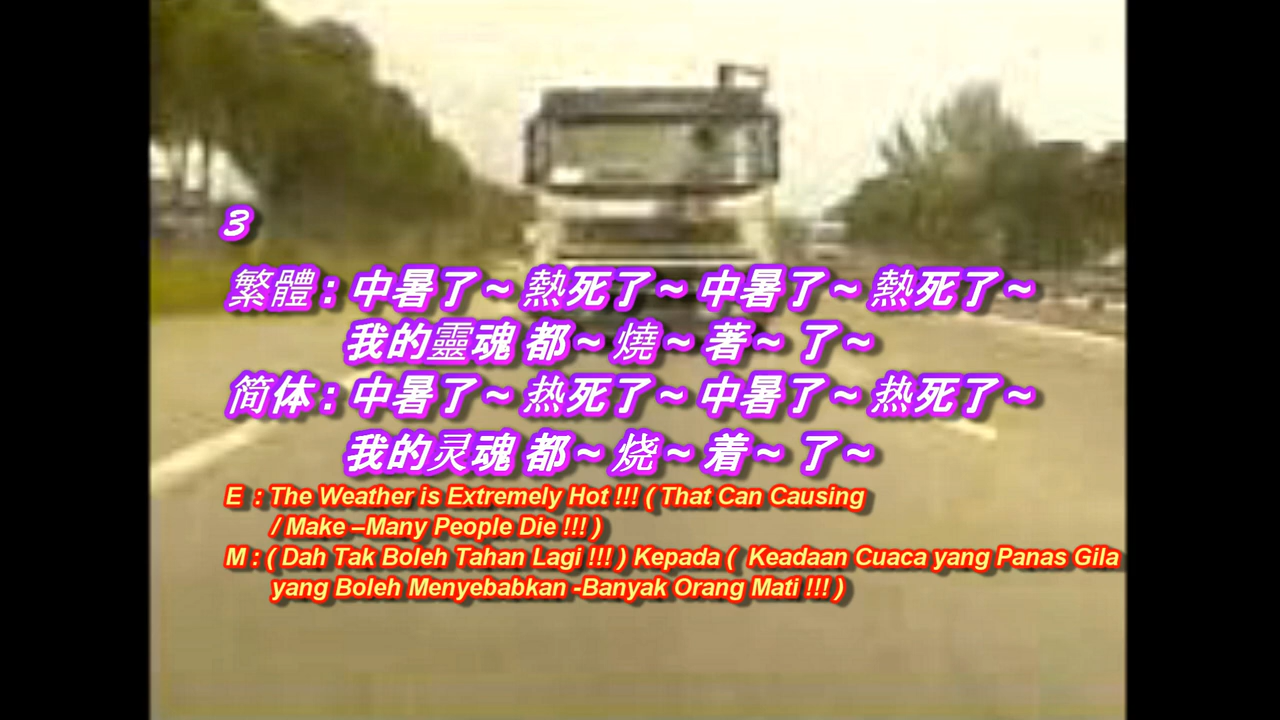 3
繁體 : 中暑了 ~ 熱死了 ~ 中暑了 ~ 熱死了 ~
我的靈魂 都 ~ 燒 ~ 著 ~ 了 ~
简体 : 中暑了 ~ 热死了 ~ 中暑了 ~ 热死了 ~
我的灵魂 都 ~ 烧 ~ 着 ~ 了 ~
E : The Weather is Extremely Hot !!! ( That Can Causing
/ Make –Many People Die !!! )
M : ( Dah Tak Boleh Tahan Lagi !!! ) Kepada ( Keadaan Cuaca yang Panas Gila
yang Boleh Menyebabkan -Banyak Orang Mati !!! )